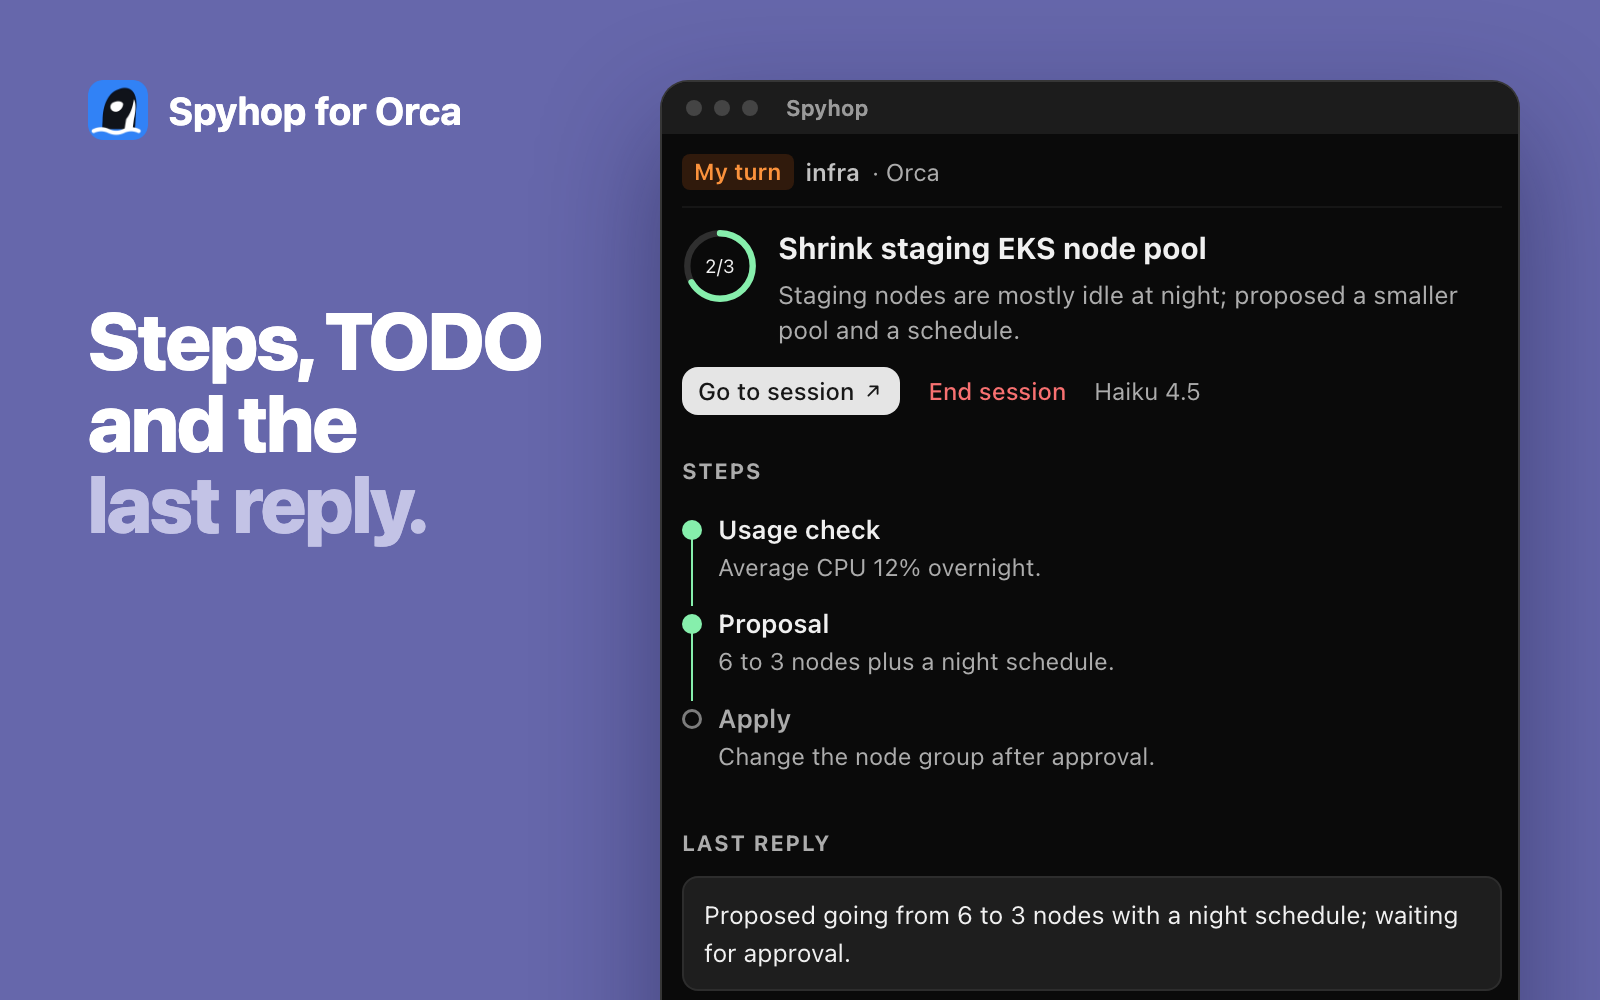 Spyhop for Orca
Steps, TODO
and the
last reply.
Spyhop
My turn infra · Orca
2/3
Shrink staging EKS node pool
Staging nodes are mostly idle at night; proposed a smaller
pool and a schedule.
Go to session ↗ End session Haiku 4.5
STEPS
Usage check
Average CPU 12% overnight.
Proposal
6 to 3 nodes plus a night schedule.
Apply
Change the node group after approval.
LAST REPLY
Proposed going from 6 to 3 nodes with a night schedule; waiting
for approval.